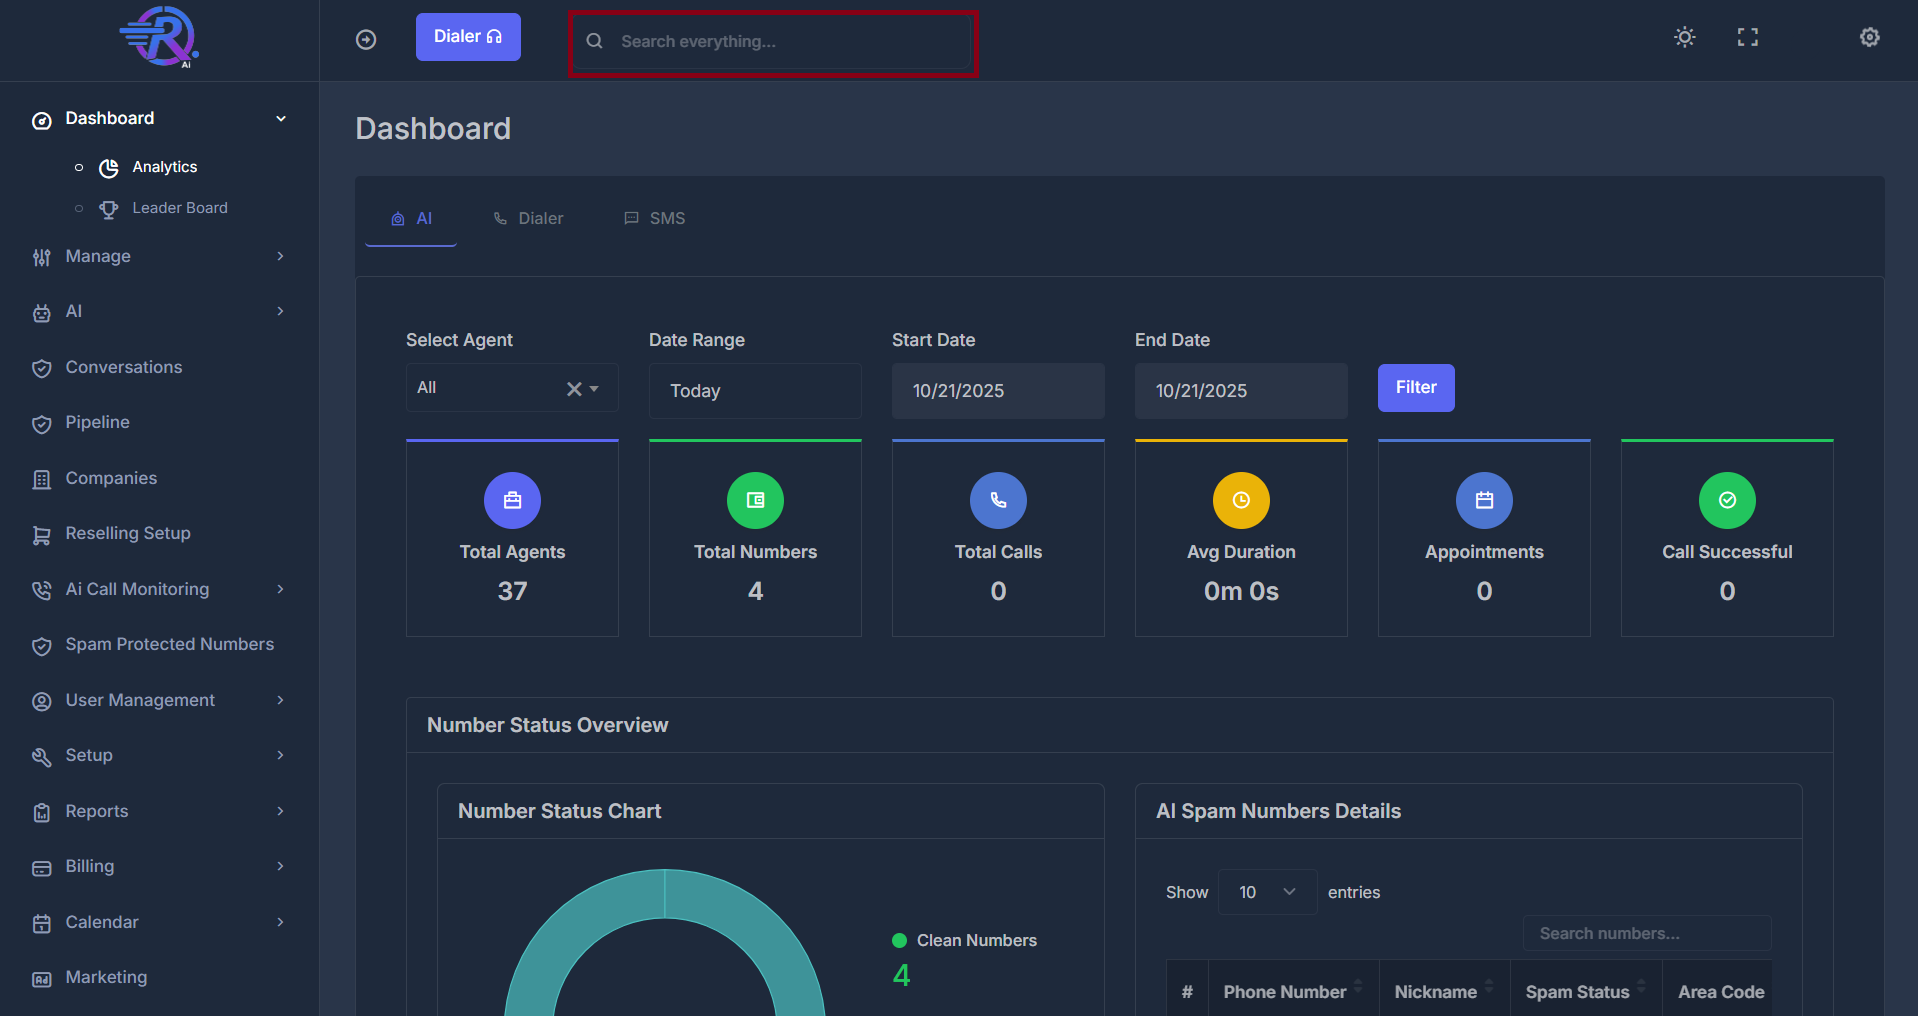 R
Ai
Dialer
Search everything...
Dashboard
Analytics
Leader Board
Manage
AI
Conversations
Pipeline
Companies
Reselling Setup
Ai Call Monitoring
Spam Protected Numbers
User Management
Setup
Reports
Billing
Calendar
Ad
Marketing
Dashboard
AI
Dialer
SMS
Select Agent
Date Range
Start Date
End Date
All
Today
10/21/2025
10/21/2025
Filter
Total Agents
37
Total Numbers
4
Total Calls
0
Avg Duration
0m 0s
Appointments
0
Call Successful
0
Number Status Overview
Number Status Chart
Clean Numbers
4
AI Spam Numbers Details
Show 10 entries
Search numbers...
# Phone Number Nickname Spam Status Area Code